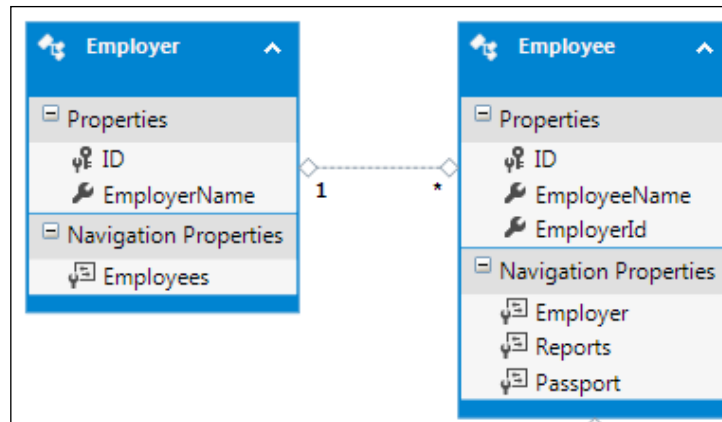 Employer
Properties
ID
EmployerName
Navigation Properties
Employees
1
*
Employee
Properties
ID
EmployeeName
EmployerId
Navigation Properties
Employer
Reports
Passport